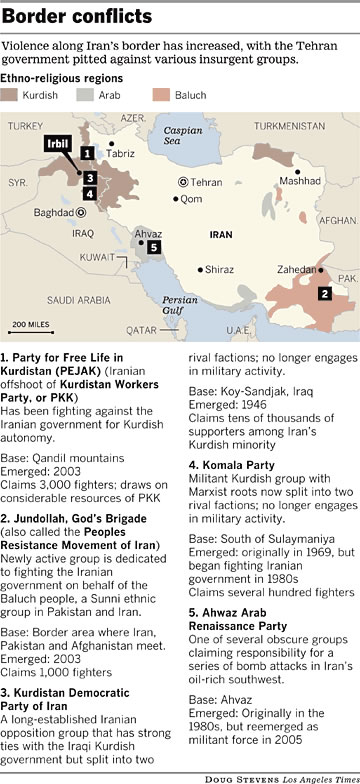 Border conflicts
Violence along Iran's border has increased, with the Tehran
government pitted against various insurgent groups.
Ethno-religious regions
Kurdish
Arab
Baluch
TURKEY
AZER.
Caspian
Sea
TURKMENISTAN
Irbil
1
Tabriz
3
4
Tehran
Mashhad
SYR.
Qom
Baghdad
AFGHAN.
IRAQ
Ahvaz
5
IRAN
KUWAIT
Shiraz
Zahedan
PAK.
2
SAUDI ARABIA
Persian
Gulf
200 MILES
QATAR
U.A.E.
1. Party for Free Life in
Kurdistan (PEJAK) (Iranian
offshoot of Kurdistan Workers
Party, or PKK)
Has been fighting against the
Iranian government for Kurdish
autonomy.
Base: Qandil mountains
Emerged: 2003
Claims 3,000 fighters; draws on
considerable resources of PKK
2. Jundollah, God's Brigade
(also called the Peoples
Resistance Movement of Iran)
Newly active group is dedicated
to fighting the Iranian
government on behalf of the
Baluch people, a Sunni ethnic
group in Pakistan and Iran.
Base: Border area where Iran,
Pakistan and Afghanistan meet.
Emerged: 2003
Claims 1,000 fighters
3. Kurdistan Democratic
Party of Iran
A long-established Iranian
opposition group that has strong
ties with the Iraqi Kurdish
government but split into two
rival factions; no longer engages
in military activity.
Base: Koy-Sandjak, Iraq
Emerged: 1946
Claims tens of thousands of
supporters among Iran's
Kurdish minority
4. Komala Party
Militant Kurdish group with
Marxist roots now split into two
rival factions; no longer engages
in military activity.
Base: South of Sulaymaniya
Emerged: originally in 1969, but
began fighting Iranian
government in 1980s
Claims several hundred fighters
5. Ahwaz Arab
Renaissance Party
One of several obscure groups
claiming responsibility for a
series of bomb attacks in Iran's
oil-rich southwest.
Base: Ahvaz
Emerged: Originally in the
1980s, but reemerged as
militant force in 2005
DOUG STEVENS Los Angeles Times